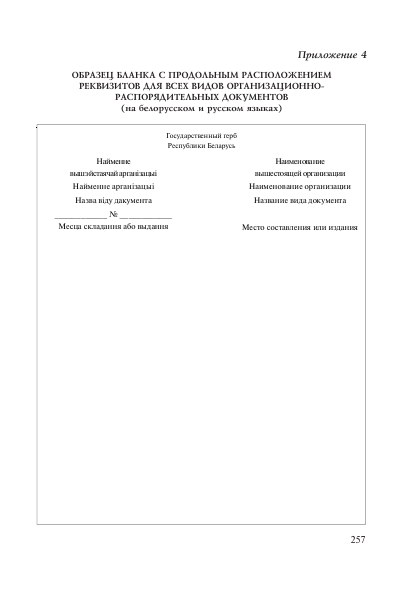 Приложение 4
ОБРАЗЕЦ БЛАНКА С ПРОДОЛЬНЫМ РАСПОЛОЖЕНИЕМ
РЕКВИЗИТОВ ДЛЯ ВСЕХ ВИДОВ ОРГАНИЗАЦИОННО-
РАСПОРЯДИТЕЛЬНЫХ ДОКУМЕНТОВ
(на белорусском и русском языках)
Государственный герб
Республики Беларусь
Найменне Наименование
вышэйстаячай арганізацыі вышестоящей организации
Найменне арганізацыі Наименование организации
Назва віду дакумента Название вида документа
____________ № ____________
Месца складання або выдання Место составления или издания
257